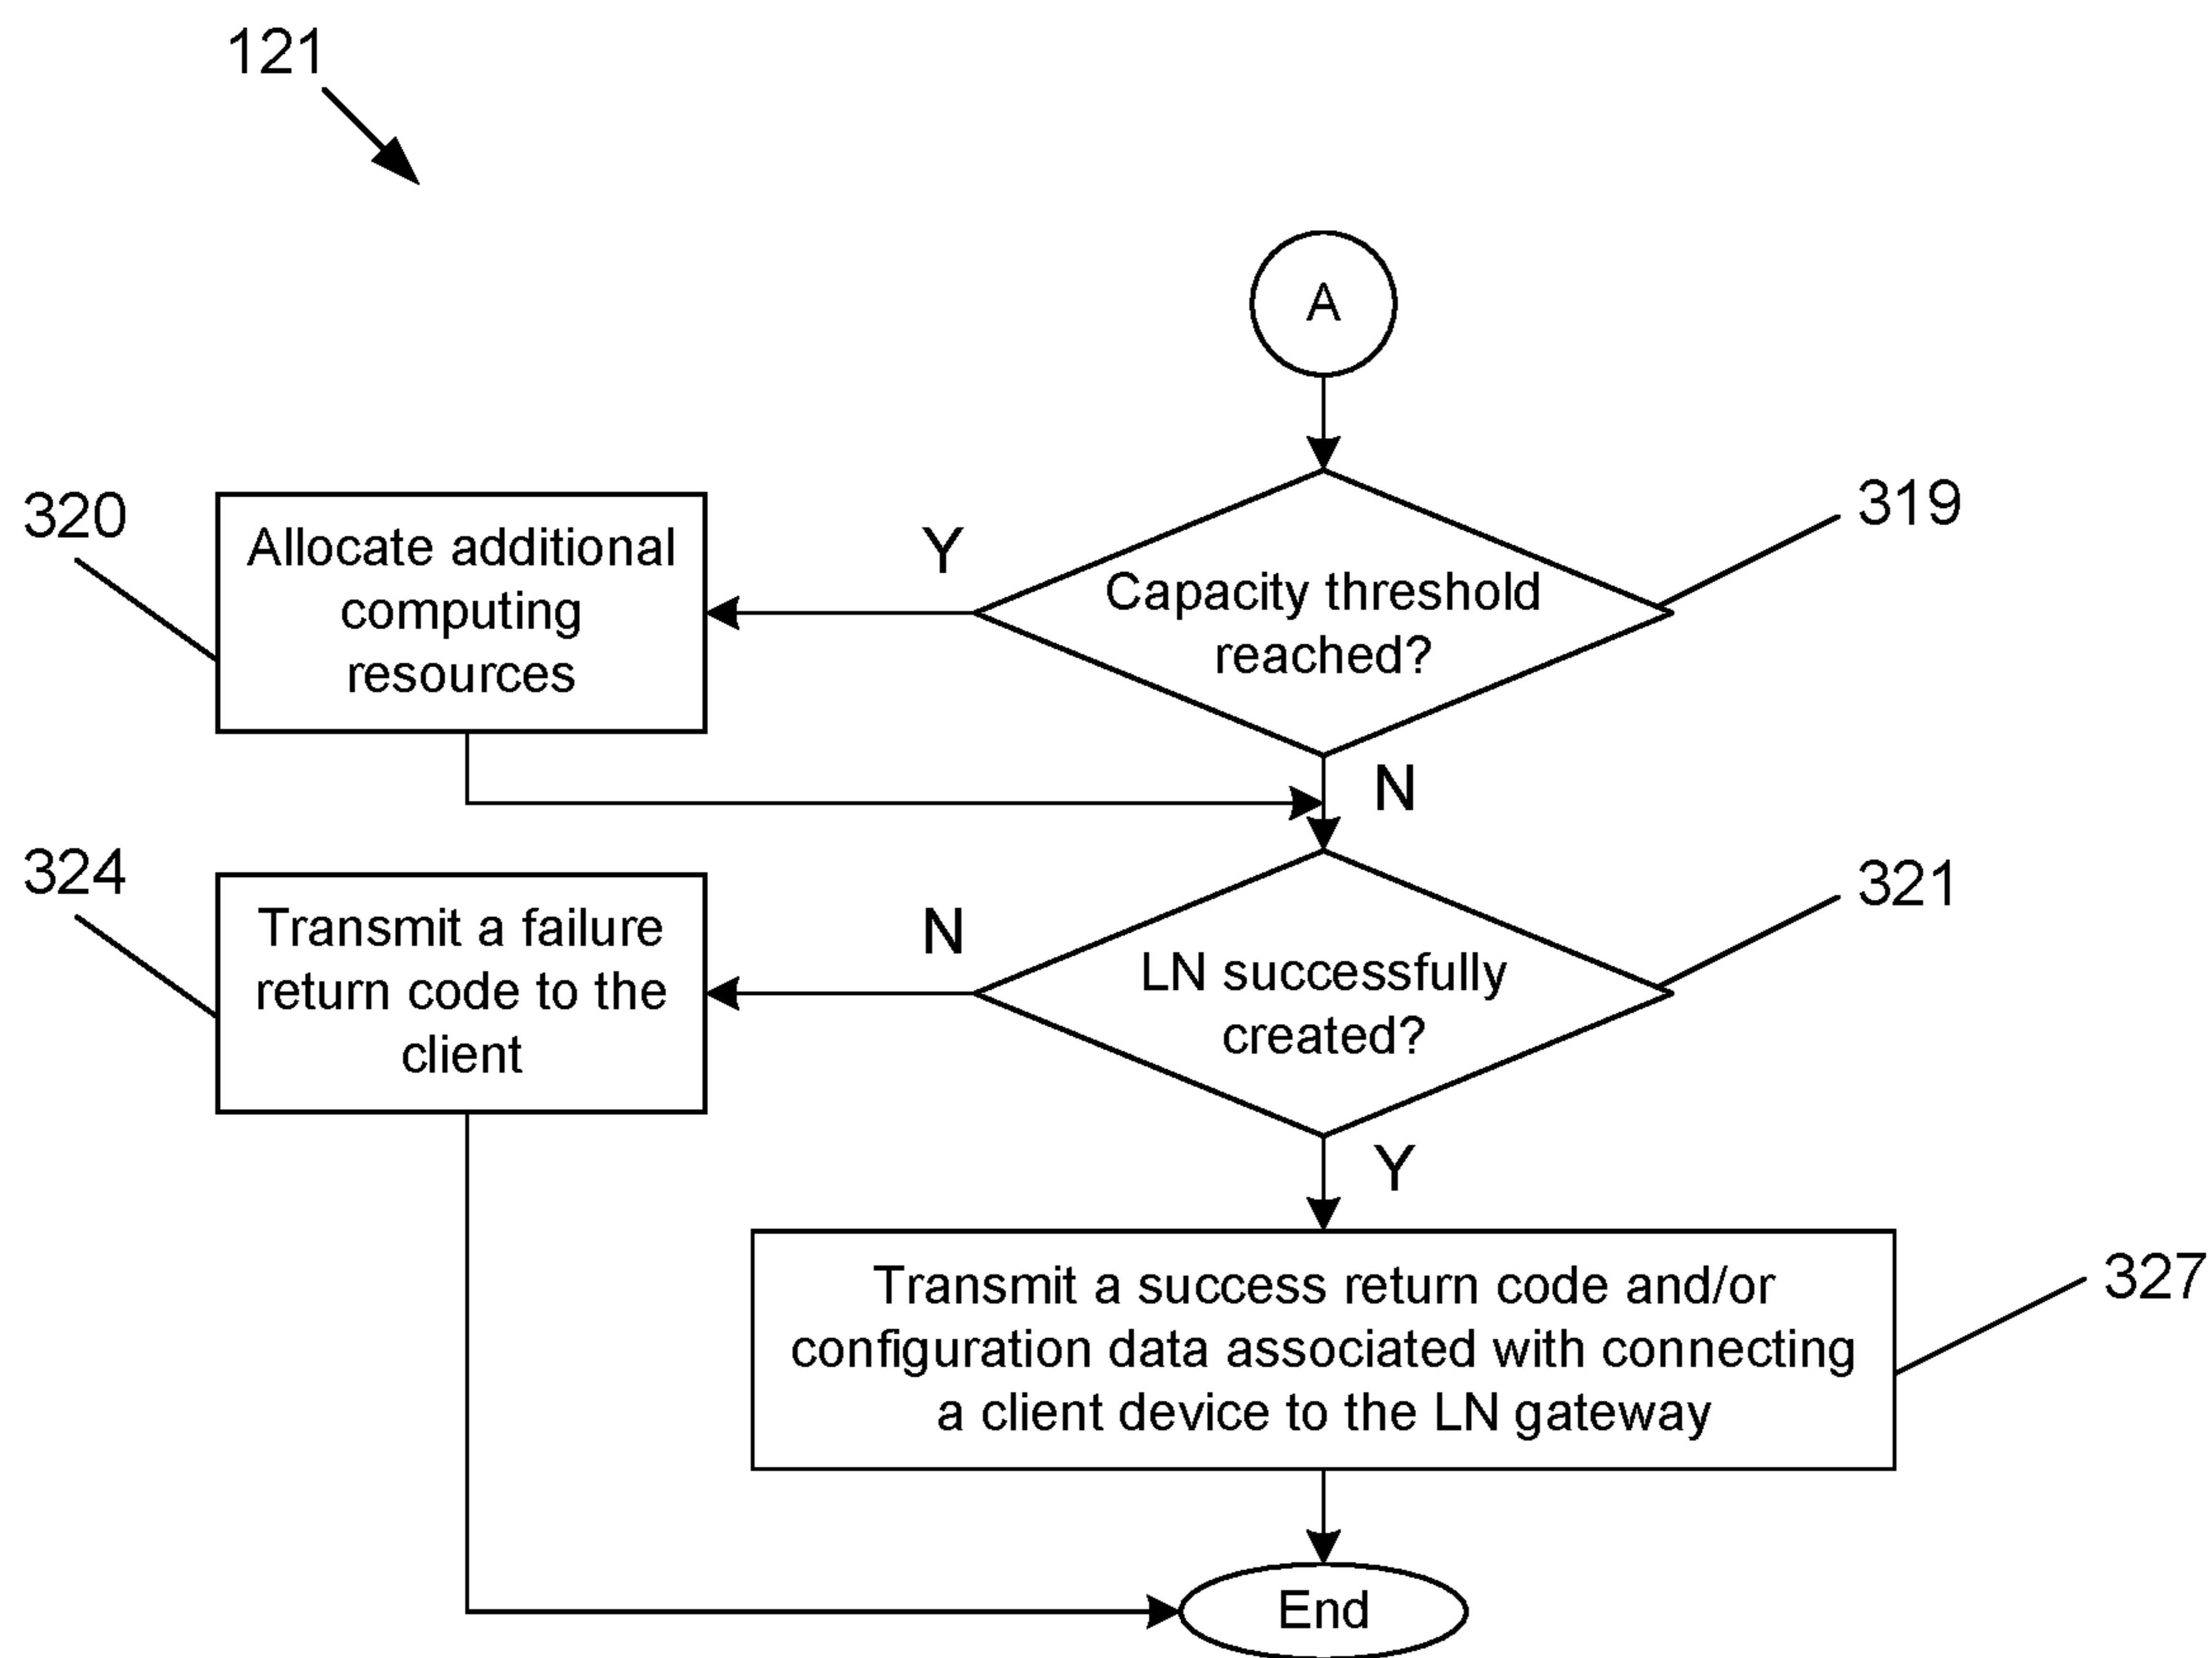 121
A
319
Capacity threshold
reached?
Y
320
Allocate additional
computing
resources
N
321
LN successfully
created?
N
324
Transmit a failure
return code to the
client
Y
327
Transmit a success return code and/or
configuration data associated with connecting
a client device to the LN gateway
End